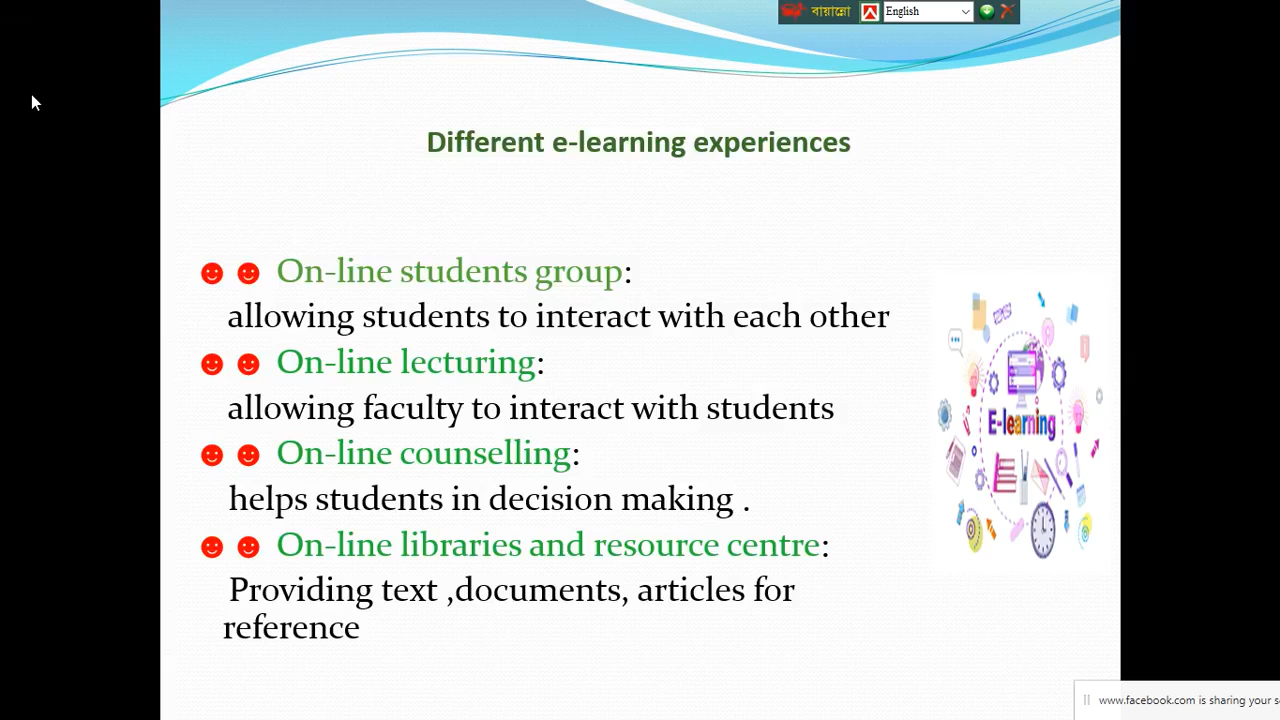 বায়ান্নো
English
Different e-learning experiences
On-line students group:
allowing students to interact with each other
On-line lecturing:
allowing faculty to interact with students
On-line counselling:
helps students in decision making .
On-line libraries and resource centre:
Providing text ,documents, articles for
reference
E-learning
www.facebook.com is sharing your s